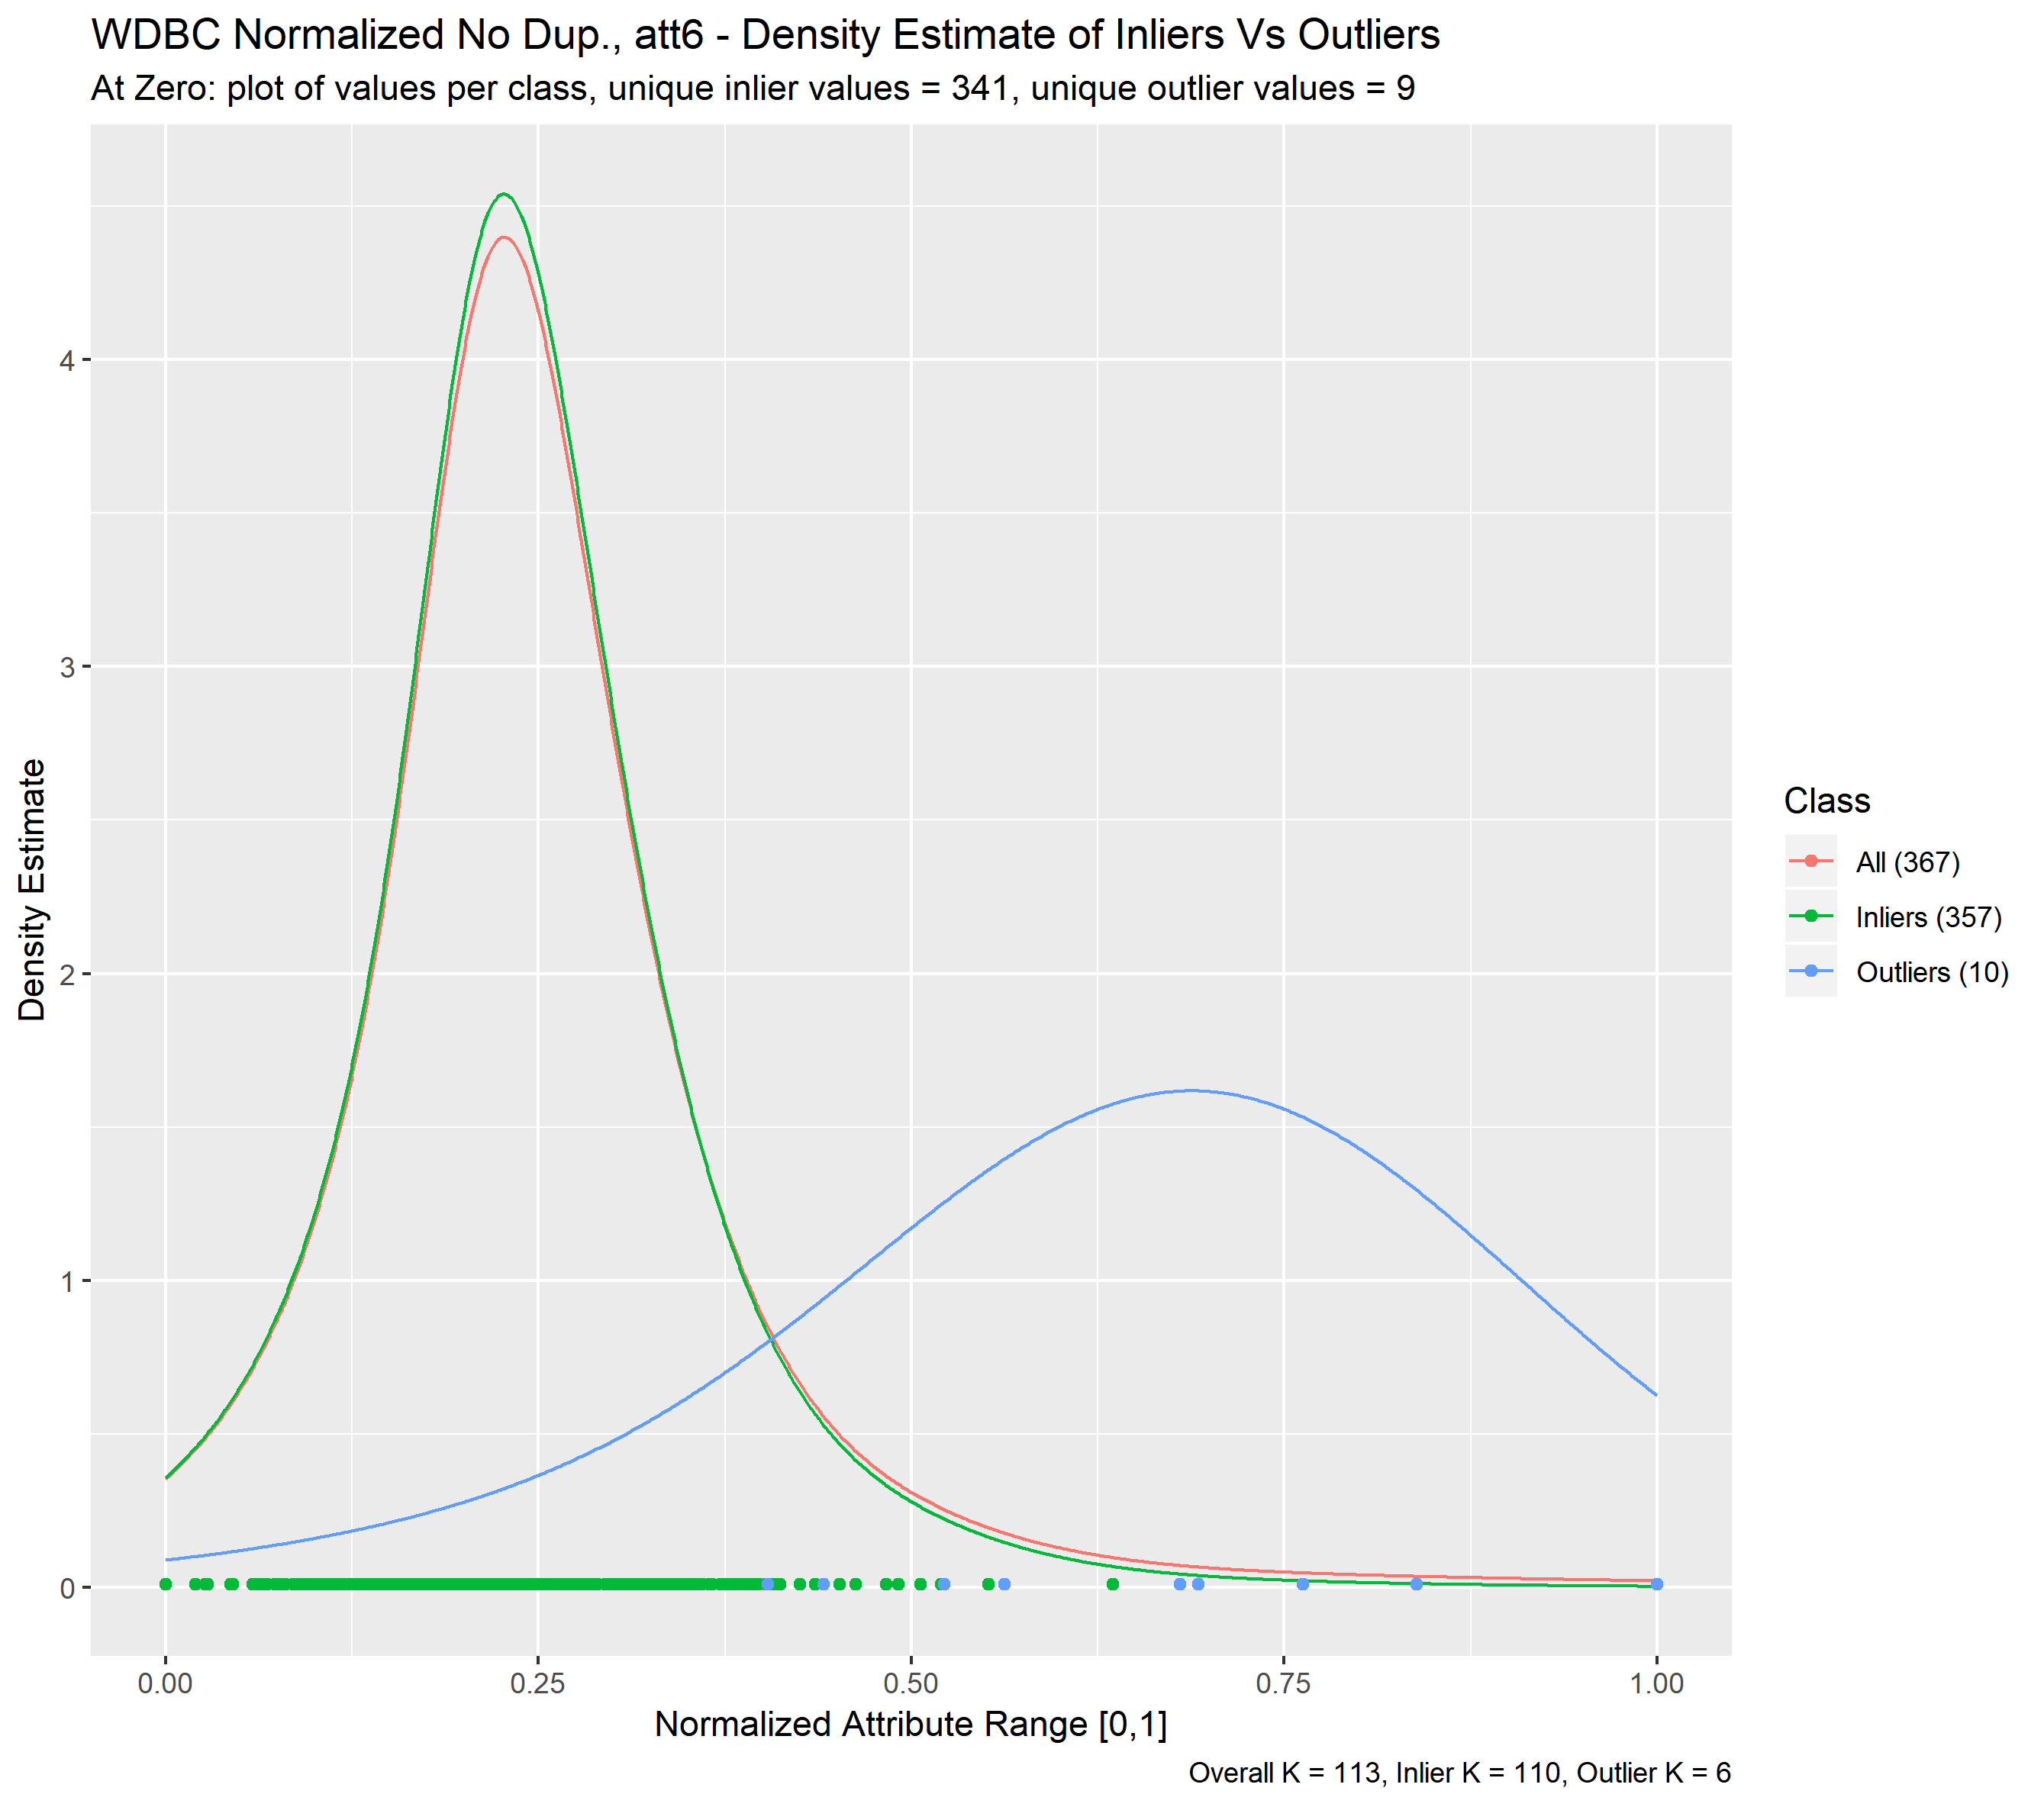 WDBC Normalized No Dup., att6 - Density Estimate of Inliers Vs Outliers
At Zero: plot of values per class, unique inlier values = 341, unique outlier values = 9
Density Estimate
4
3
2
1
0
0.00 0.25 0.50 0.75 1.00
Normalized Attribute Range [0,1]
Class
All (367)
Inliers (357)
Outliers (10)
Overall K = 113, Inlier K = 110, Outlier K = 6